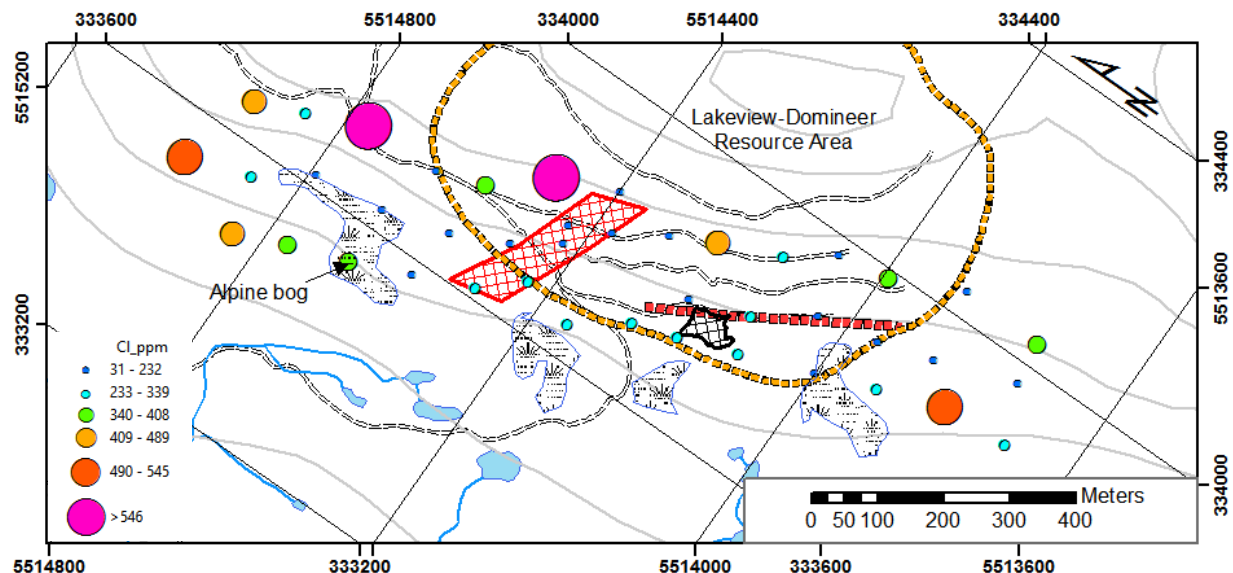 333600
5514800
334000
5514400
334400
5515200
Lakeview-Domineer
Resource Area
N
334400
Alpine bog
5513600
333200
Cl_ppm
31 - 232
233 - 339
340 - 408
409 - 489
490 - 545
>546
334000
Meters
0 50 100 200 300 400
5514800
333200
5514000
333600
5513600